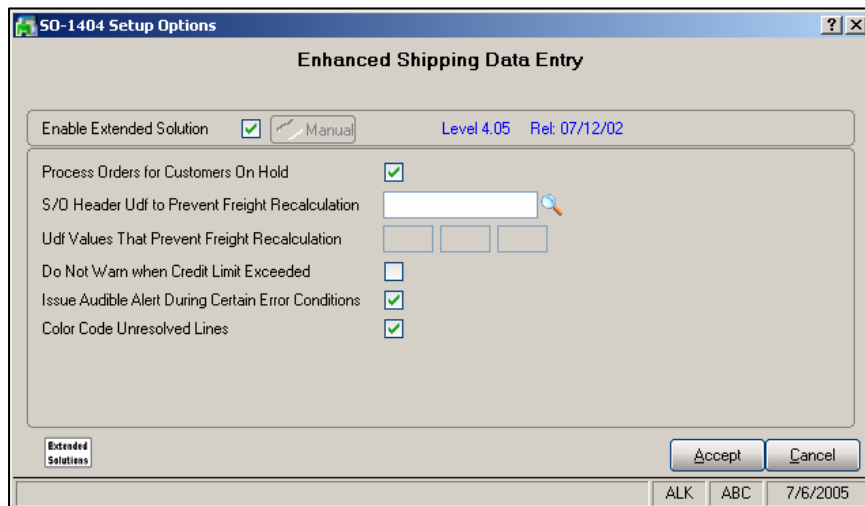 SO-1404 Setup Options
Enhanced Shipping Data Entry
Enable Extended Solution Manual Level 4.05 Rel: 07/12/02
Process Orders for Customers On Hold
S/O Header Udf to Prevent Freight Recalculation
Udf Values That Prevent Freight Recalculation
Do Not Warn when Credit Limit Exceeded
Issue Audible Alert During Certain Error Conditions
Color Code Unresolved Lines
Extended
Solutions
Accept Cancel
ALK ABC 7/6/2005